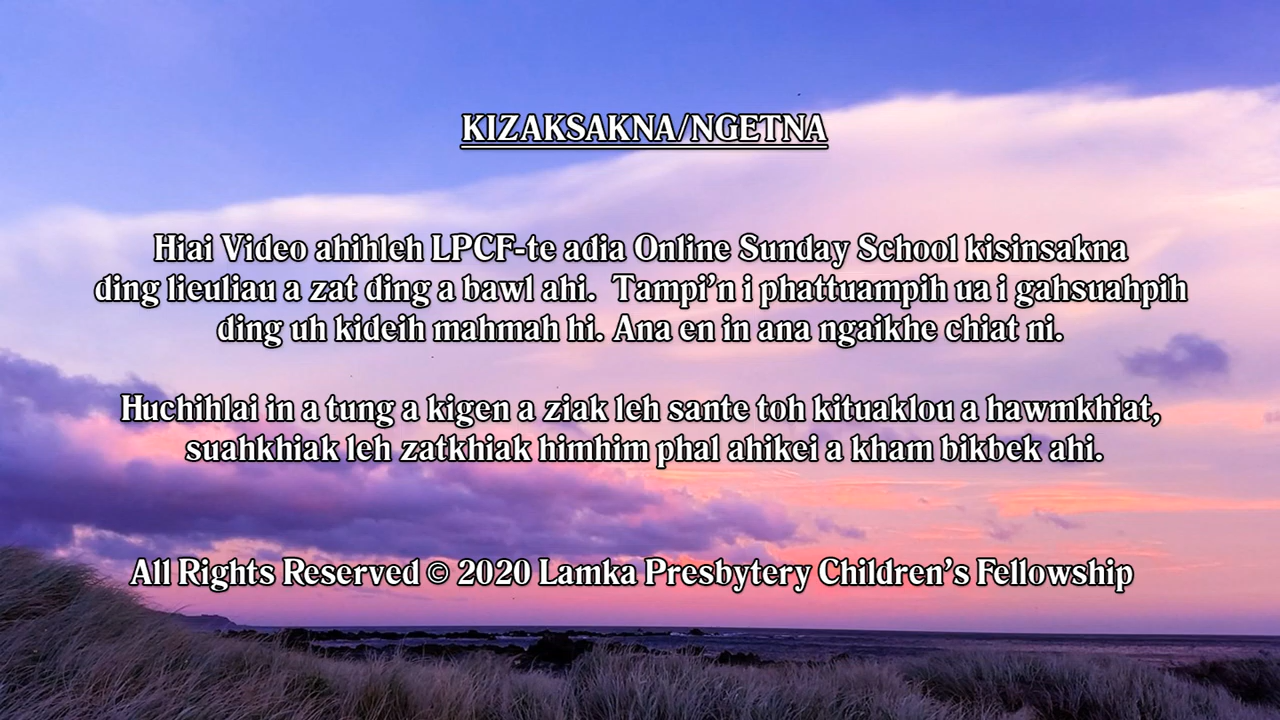 KIZAKSAKNA/NGETNA
Hiai Video ahihleh LPCF-te adia Online Sunday School kisinsakna
ding lieuliau a zat ding a bawl ahi.  Tampi'n i phattuampih ua i gahsuahpih
ding uh kideih mahmah hi. Ana en in ana ngaikhe chiat ni.
Huchihlai in a tung a kigen a ziak leh sante toh kituaklou a hawmkhiat,
suahkhiak leh zatkhiak himhim phal ahikei a kham bikbek ahi.
All Rights Reserved © 2020 Lamka Presbytery Children's Fellowship